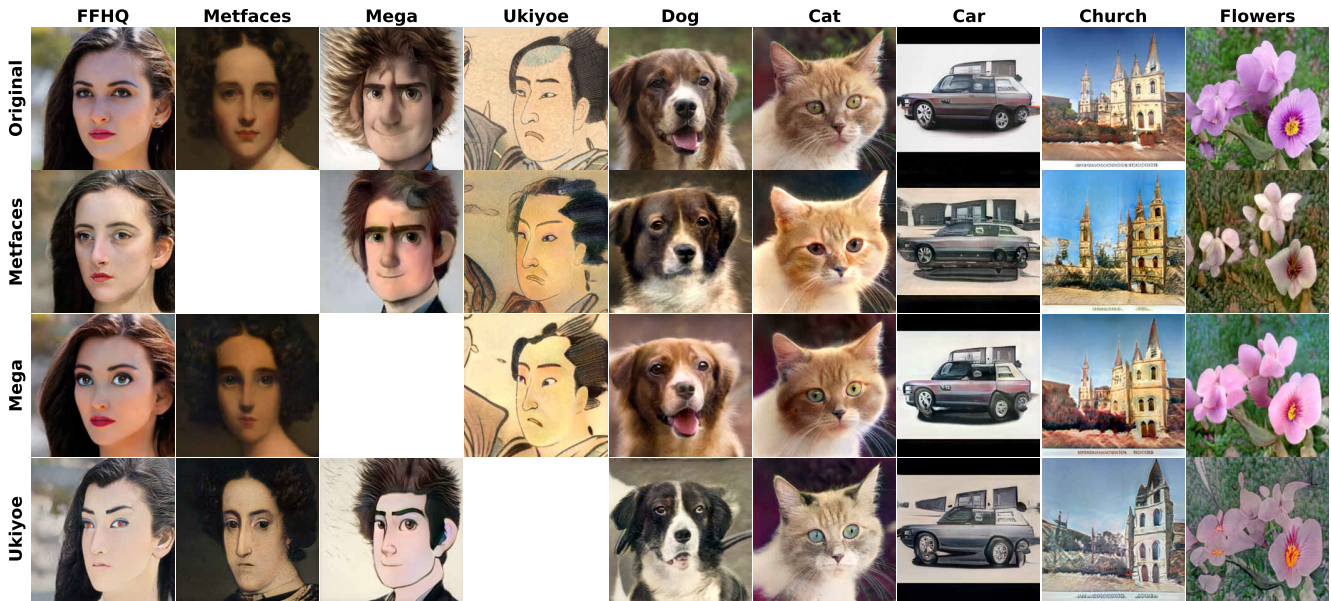 FFHQ Metfaces Mega Ukiyoe Dog Cat Car Church Flowers
Original
Metfaces
Mega
Ukiyoe